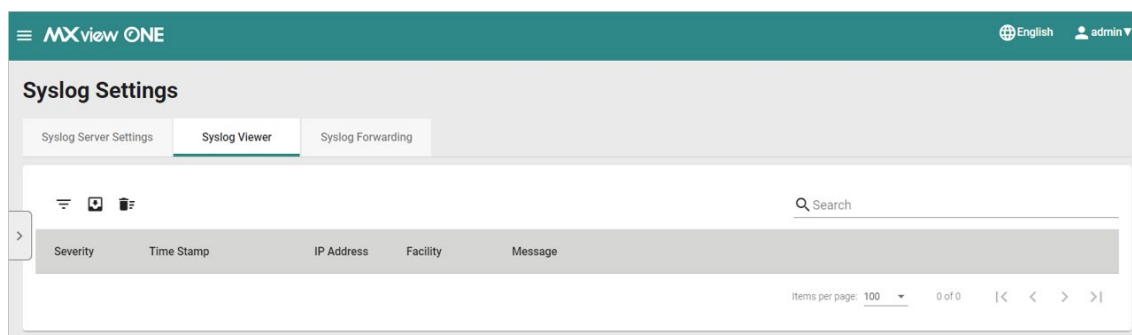 MXview ONE English admin
Syslog Settings
Syslog Server Settings Syslog Viewer Syslog Forwarding
Search
Severity Time Stamp IP Address Facility Message
Items per page: 100 0 of 0